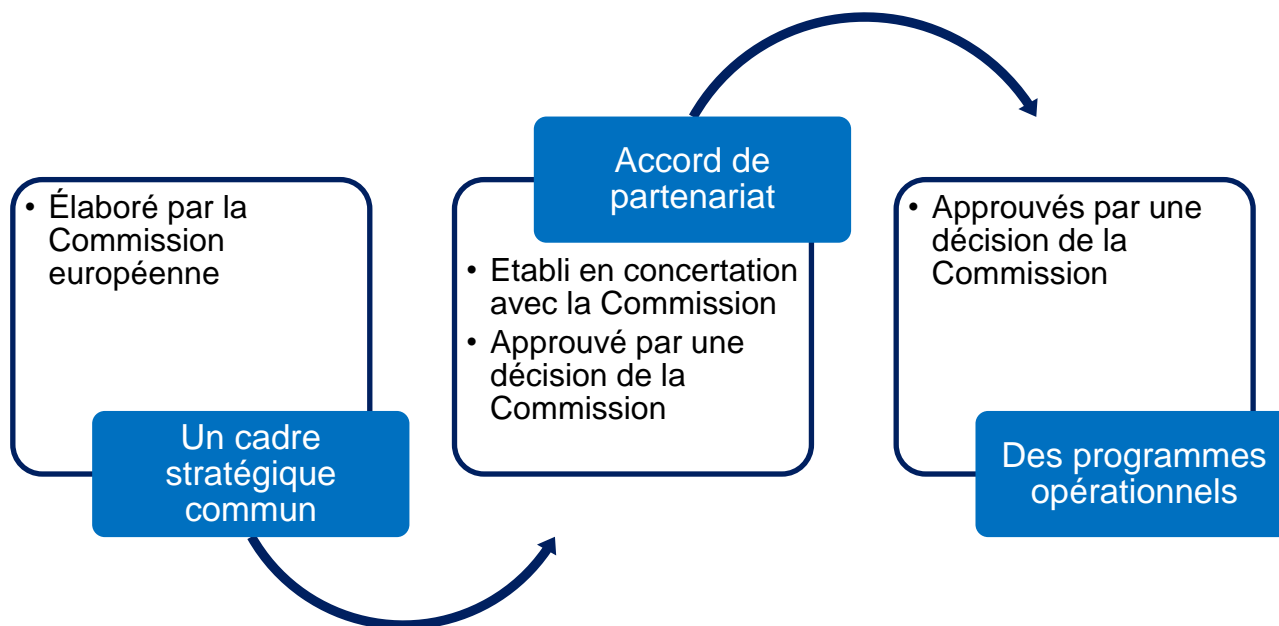 • Élaboré par la
Commission
européenne
Un cadre
stratégique
commun
Accord de
partenariat
• Etabli en concertation
avec la Commission
• Approuvé par une
décision de la
Commission
• Approuvés par une
décision de la
Commission
Des programmes
opérationnels